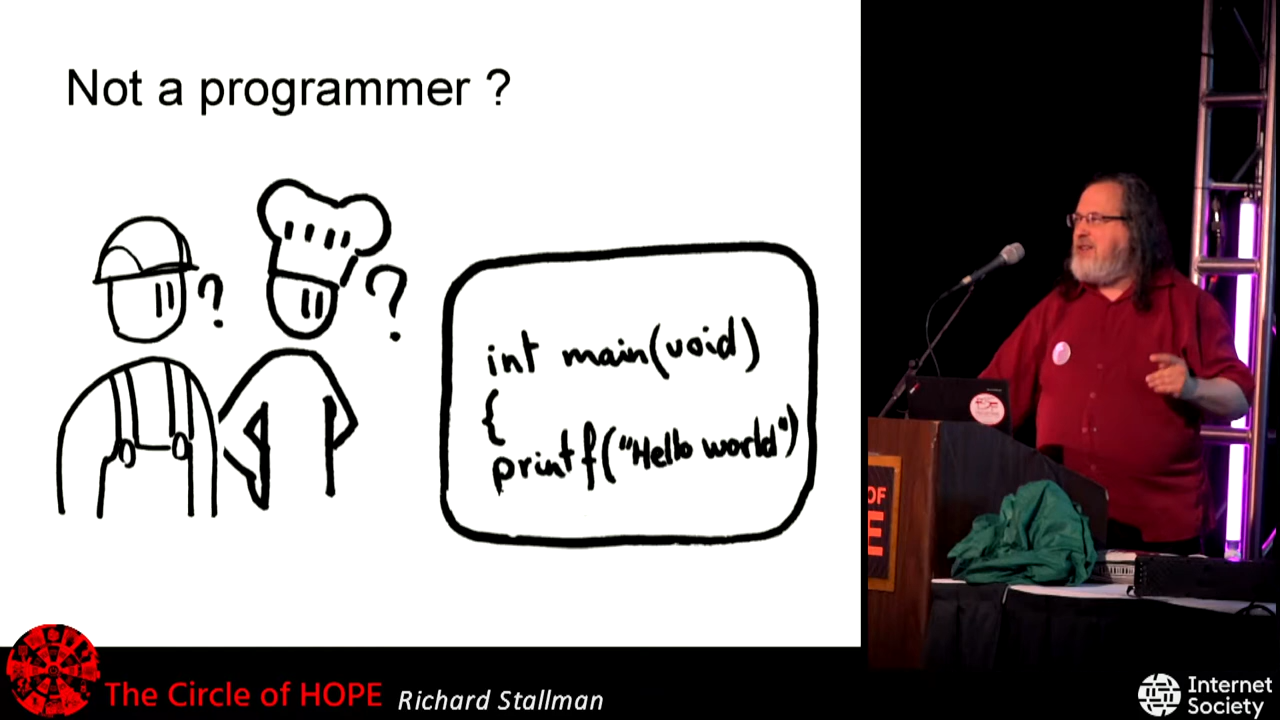 Not a programmer ?
?
?
int main(void)
{
printf("Hello world")
OF
E
The Circle of HOPE
Richard Stallman
Internet
Society